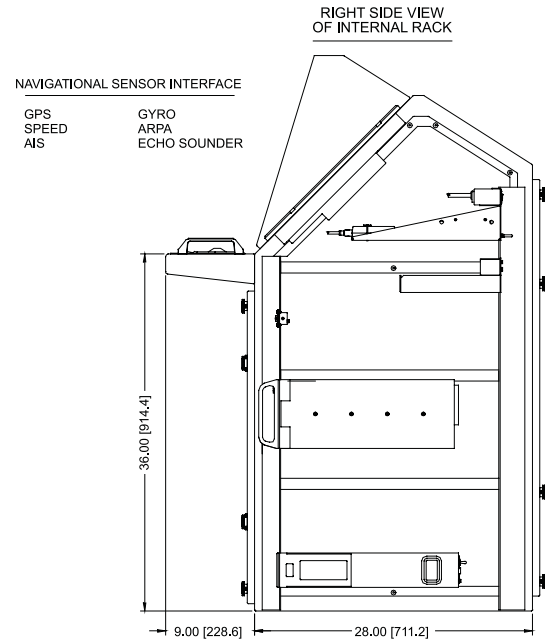 RIGHT SIDE VIEW
OF INTERNAL RACK
NAVIGATIONAL SENSOR INTERFACE
GPS GYRO
SPEED ARPA
AIS ECHO SOUNDER
36.00 [914.4]
9.00 [228.6] 28.00 [711.2]